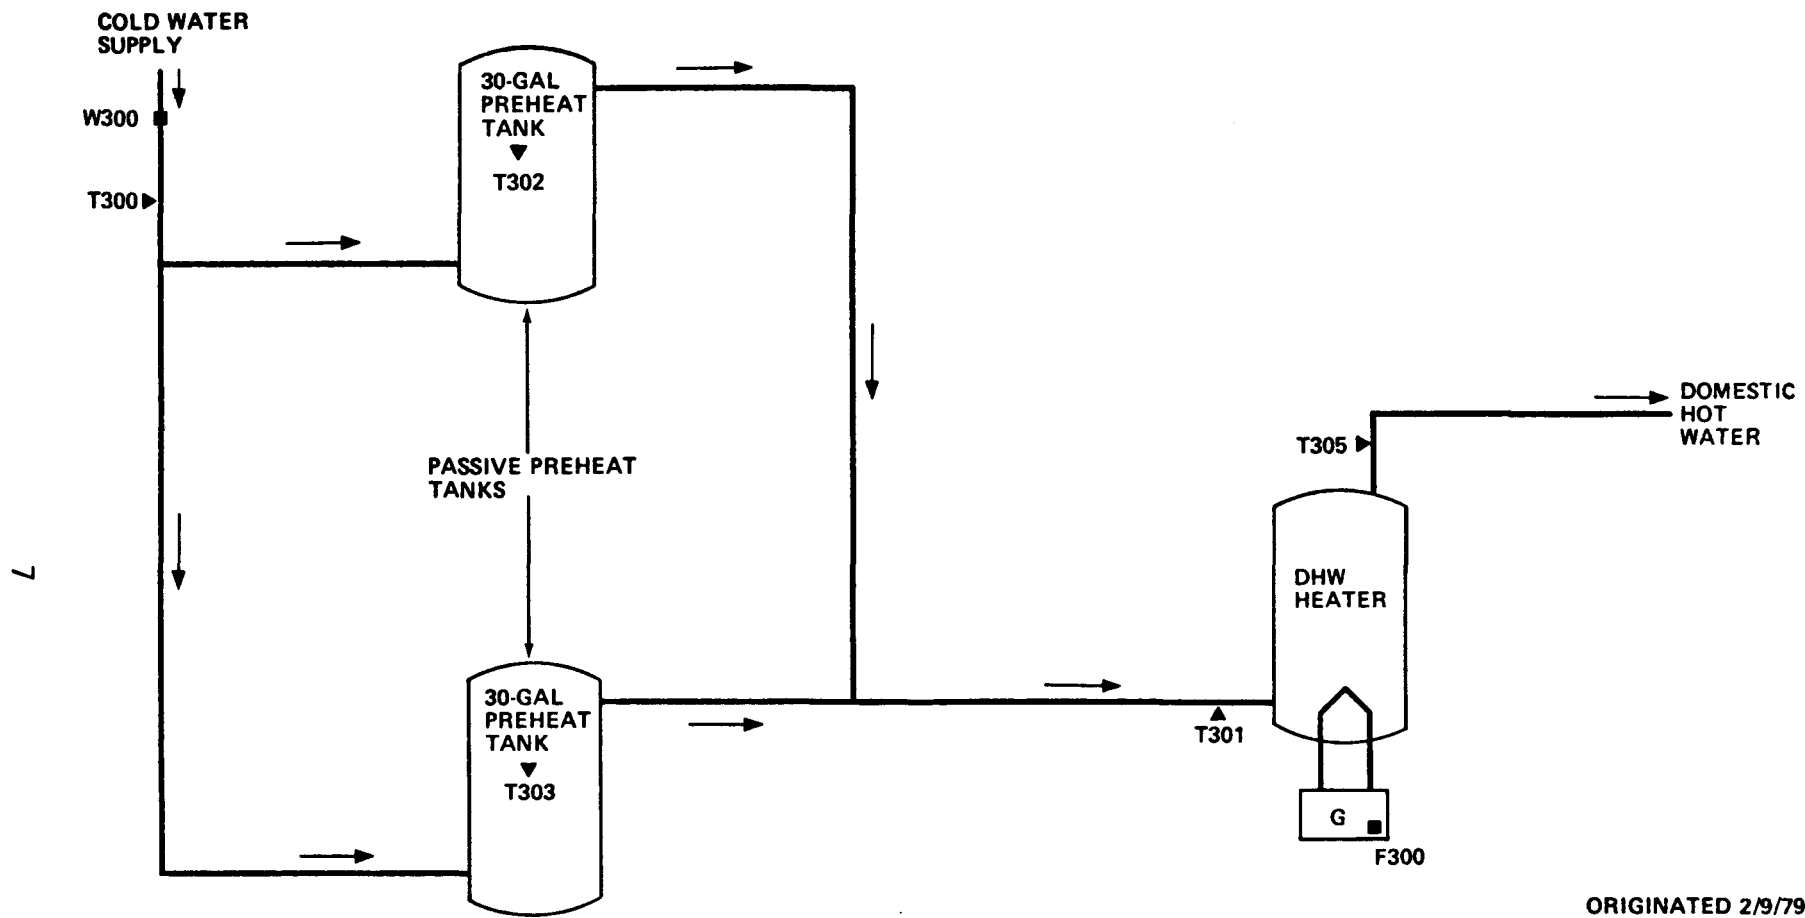 COLD WATER
SUPPLY
W300
T300
30-GAL
PREHEAT
TANK
T302
PASSIVE PREHEAT
TANKS
30-GAL
PREHEAT
TANK
T303
T301
T305
DOMESTIC
HOT
WATER
DHW
HEATER
G
F300
7
ORIGINATED 2/9/79